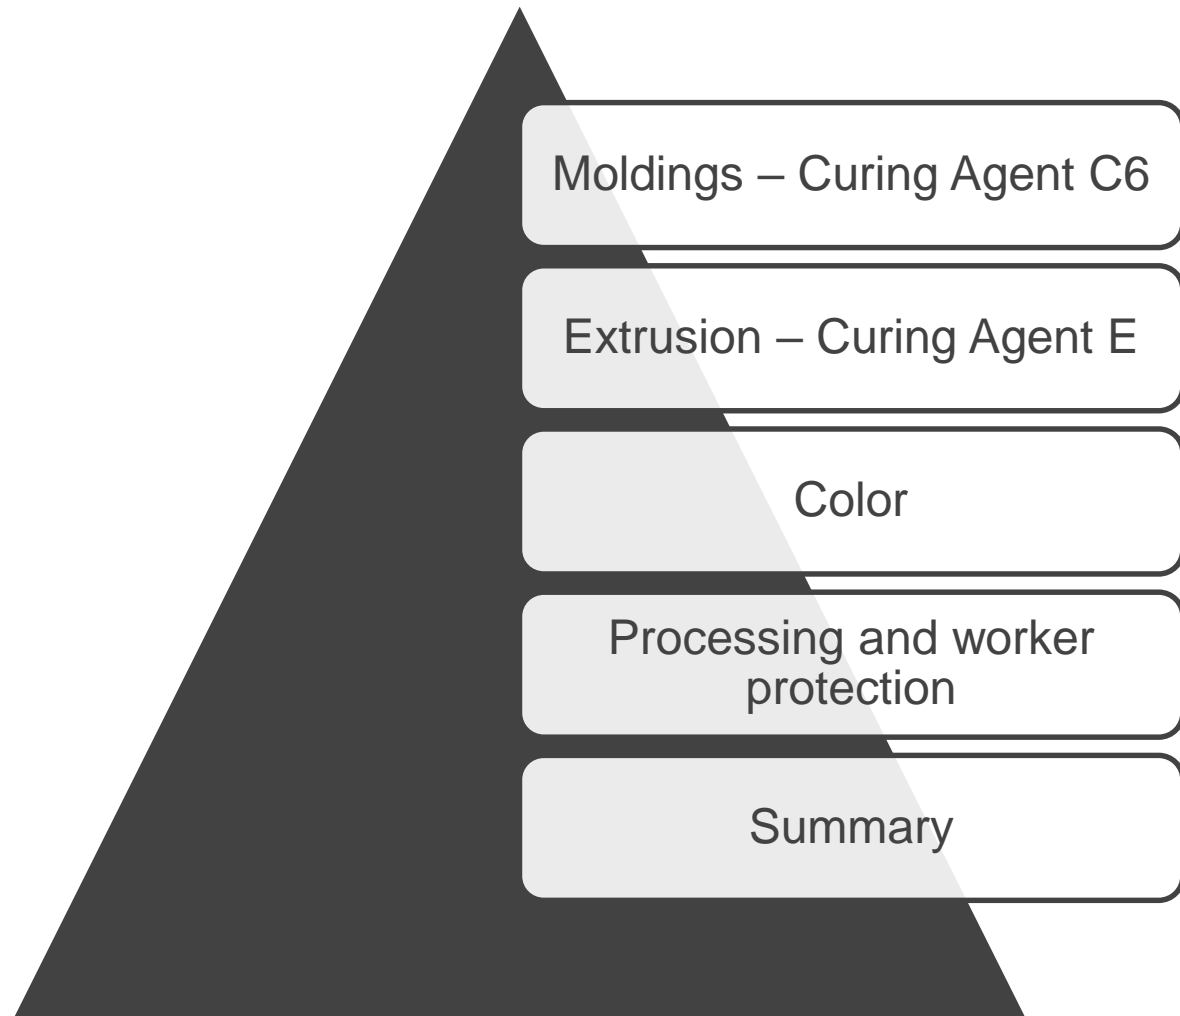 Moldings – Curing Agent C6
Extrusion – Curing Agent E
Color
Processing and worker
protection
Summary